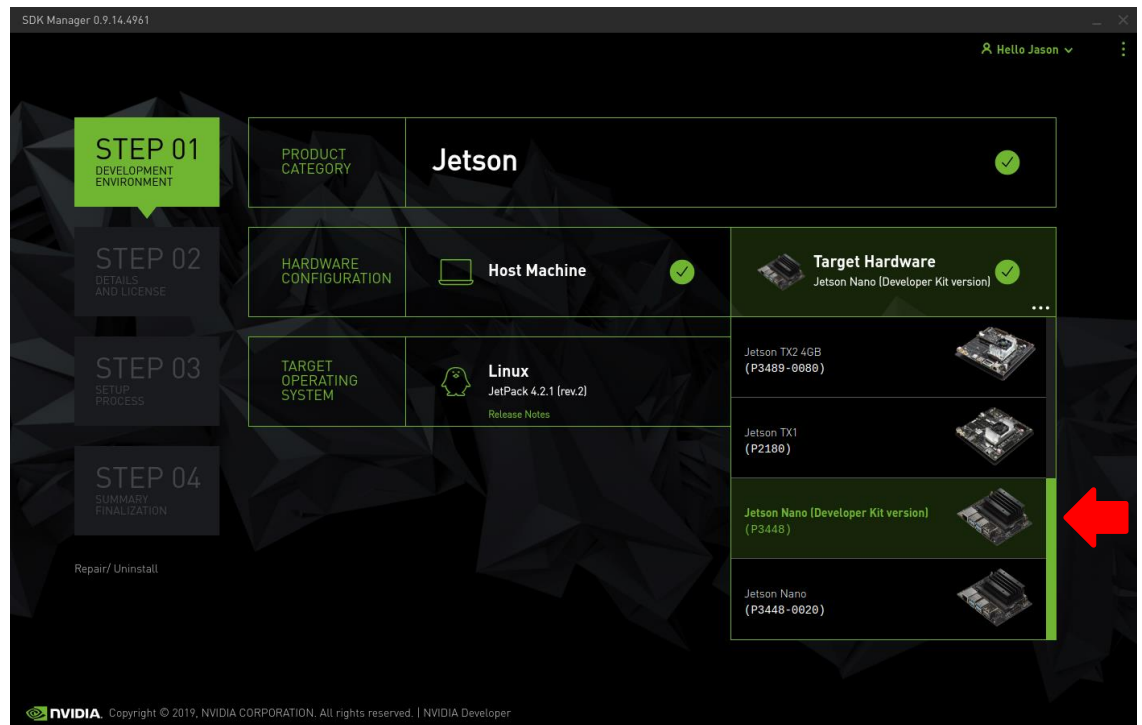 SDK Manager 0.9.14.4961
Hello Jason
STEP 01
DEVELOPMENT
ENVIRONMENT
PRODUCT
CATEGORY
Jetson
STEP 02
DETAILS
AND LICENSE
HARDWARE
CONFIGURATION
Host Machine
Target Hardware
Jetson Nano (Developer Kit version)
...
STEP 03
SETUP
PROCESS
TARGET
OPERATING
SYSTEM
Linux
JetPack 4.2.1 (rev.2)
Release Notes
Jetson TX2 4GB
(P3489-0080)
Jetson TX1
(P2180)
STEP 04
SUMMARY
FINALIZATION
Jetson Nano (Developer Kit version)
(P3448)
Jetson Nano
(P3448-0020)
Repair/ Uninstall
NVIDIA. Copyright © 2019, NVIDIA CORPORATION. All rights reserved. | NVIDIA Developer